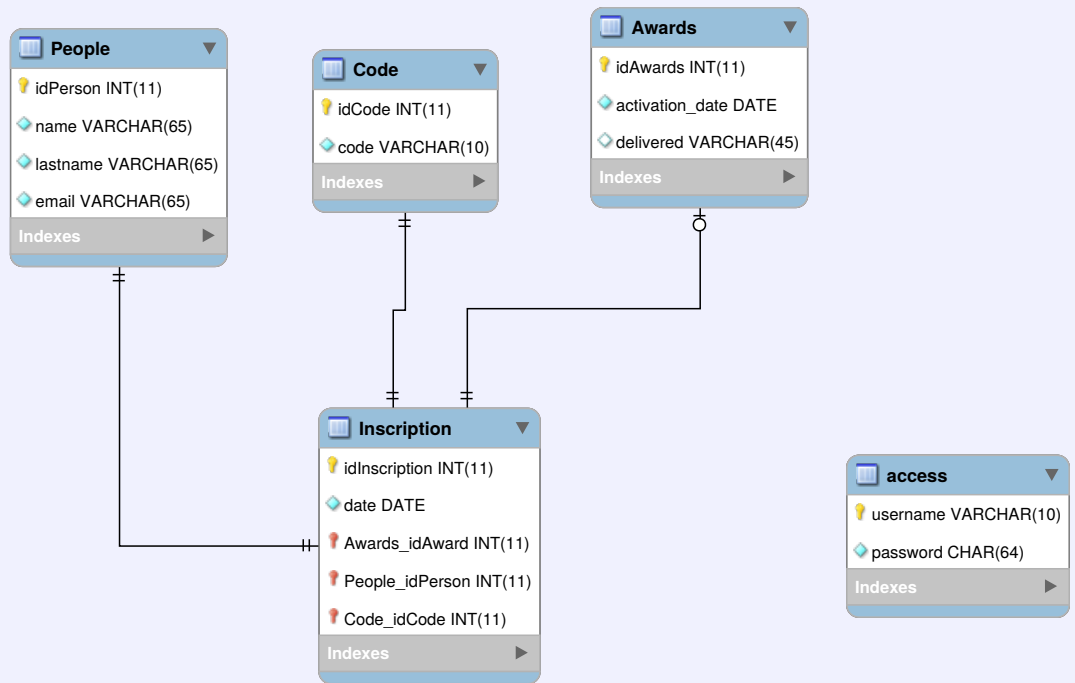 People
idPerson INT(11)
name VARCHAR(65)
lastname VARCHAR(65)
email VARCHAR(65)
Indexes
Code
idCode INT(11)
code VARCHAR(10)
Indexes
Awards
idAwards INT(11)
activation_date DATE
delivered VARCHAR(45)
Indexes
Inscription
idInscription INT(11)
date DATE
Awards_idAward INT(11)
People_idPerson INT(11)
Code_idCode INT(11)
Indexes
access
username VARCHAR(10)
password CHAR(64)
Indexes